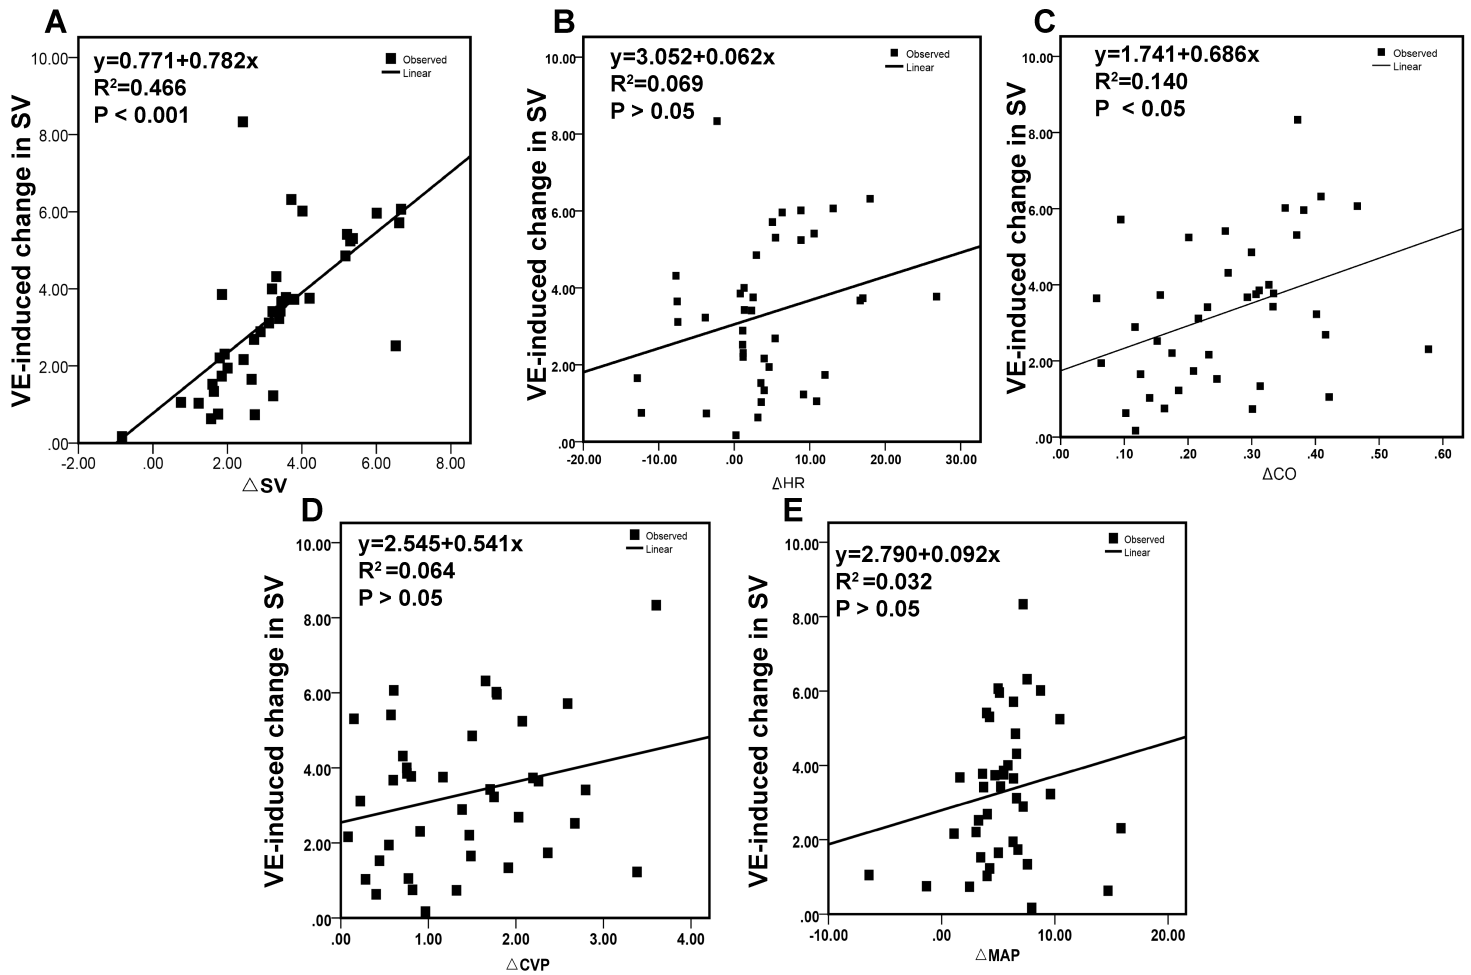 A
VE-induced change in SV
y=0.771+0.782x
R²=0.466
P < 0.001
Observed
Linear
10.00
8.00
6.00
4.00
2.00
.00
-2.00 .00 2.00 4.00 6.00 8.00
△SV
B
VE-induced change in SV
y=3.052+0.062x
R²=0.069
P > 0.05
Observed
Linear
10.00
8.00
6.00
4.00
2.00
.00
-20.00 -10.00 .00 10.00 20.00 30.00
ΔHR
C
VE-induced change in SV
y=1.741+0.686x
R²=0.140
P < 0.05
Observed
Linear
10.00
8.00
6.00
4.00
2.00
.00
.00 .10 .20 .30 .40 .50 .60
ΔCO
D
VE-induced change in SV
y=2.545+0.541x
R² =0.064
P > 0.05
Observed
Linear
10.00
8.00
6.00
4.00
2.00
.00
.00 1.00 2.00 3.00 4.00
△CVP
E
VE-induced change in SV
y=2.790+0.092x
R² =0.032
P > 0.05
Observed
Linear
10.00
8.00
6.00
4.00
2.00
.00
-10.00 .00 10.00 20.00
△MAP